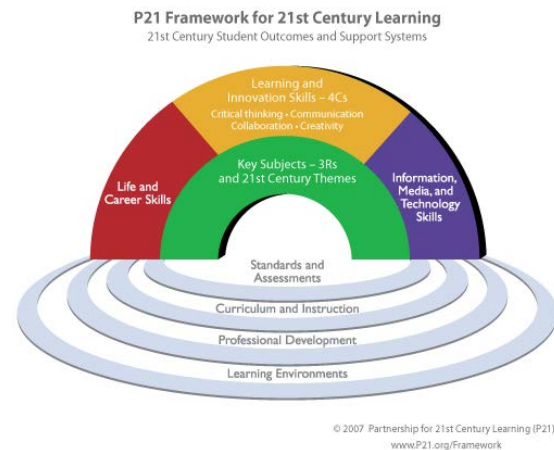 P21 Framework for 21st Century Learning
21st Century Student Outcomes and Support Systems
Learning and
Innovation Skills – 4Cs
Critical thinking • Communication
Collaboration • Creativity
Key Subjects – 3Rs
and 21st Century Themes
Life and
Career Skills
Information,
Media, and
Technology
Skills
Standards and
Assessments
Curriculum and Instruction
Professional Development
Learning Environments
© 2007 Partnership for 21st Century Learning (P21)
www.P21.org/Framework